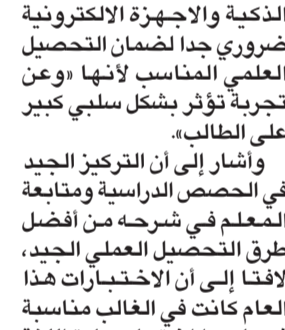 الذكية والاجهزة الالكترونية
ضروري جدا لضمان التحصيل
العلمي المناسب لأنها «وعن
تجربة تؤثر بشكل سلبي كبير
على الطالب».
وأشار إلى أن التركيز الجيد
في الحصص الدراسية ومتابعة
المعلم في شرحه من أفضل
طرق التحصيل العملي الجيد،
لافتا إلى أن الاختبارات هذا
العام كانت في الغالب مناسبة